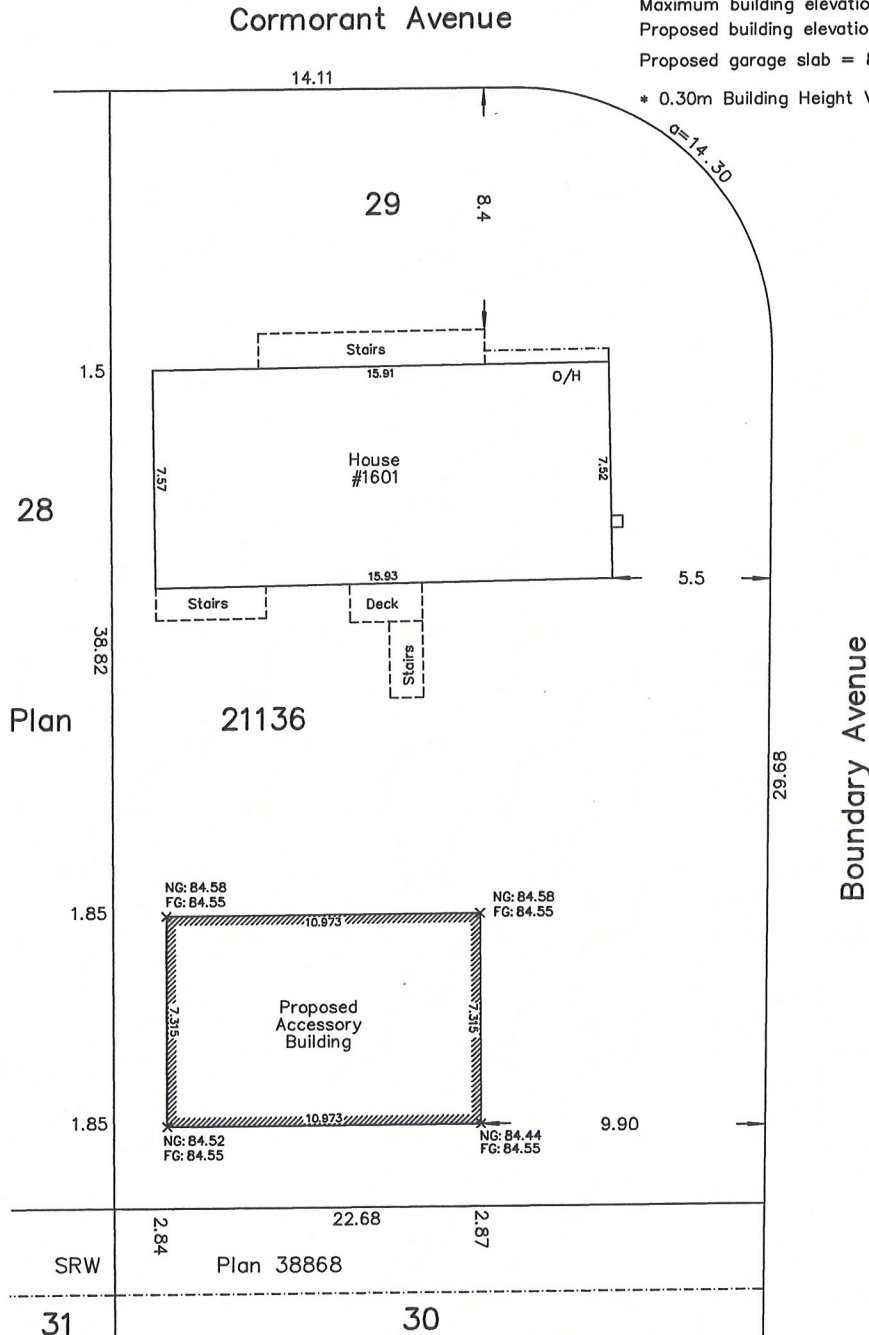 Cormorant Avenue
Maximum building elevatio
Proposed building elevatio
Proposed garage slab = 8
* 0.30m Building Height V
14.11
a=14.30
29
8.4
Stairs
1.5
15.91
O/H
House
#1601
7.57
7.52
28
15.93
5.5
Stairs
Deck
Stairs
38.82
Plan
21136
29.68
Boundary Avenue
NG: 84.58
FG: 84.55
NG: 84.58
FG: 84.55
1.85
10.973
7.315
Proposed
Accessory
Building
7.315
1.85
10.973
9.90
NG: 84.52
FG: 84.55
NG: 84.44
FG: 84.55
2.84
22.68
2.87
SRW
Plan 38868
31
30